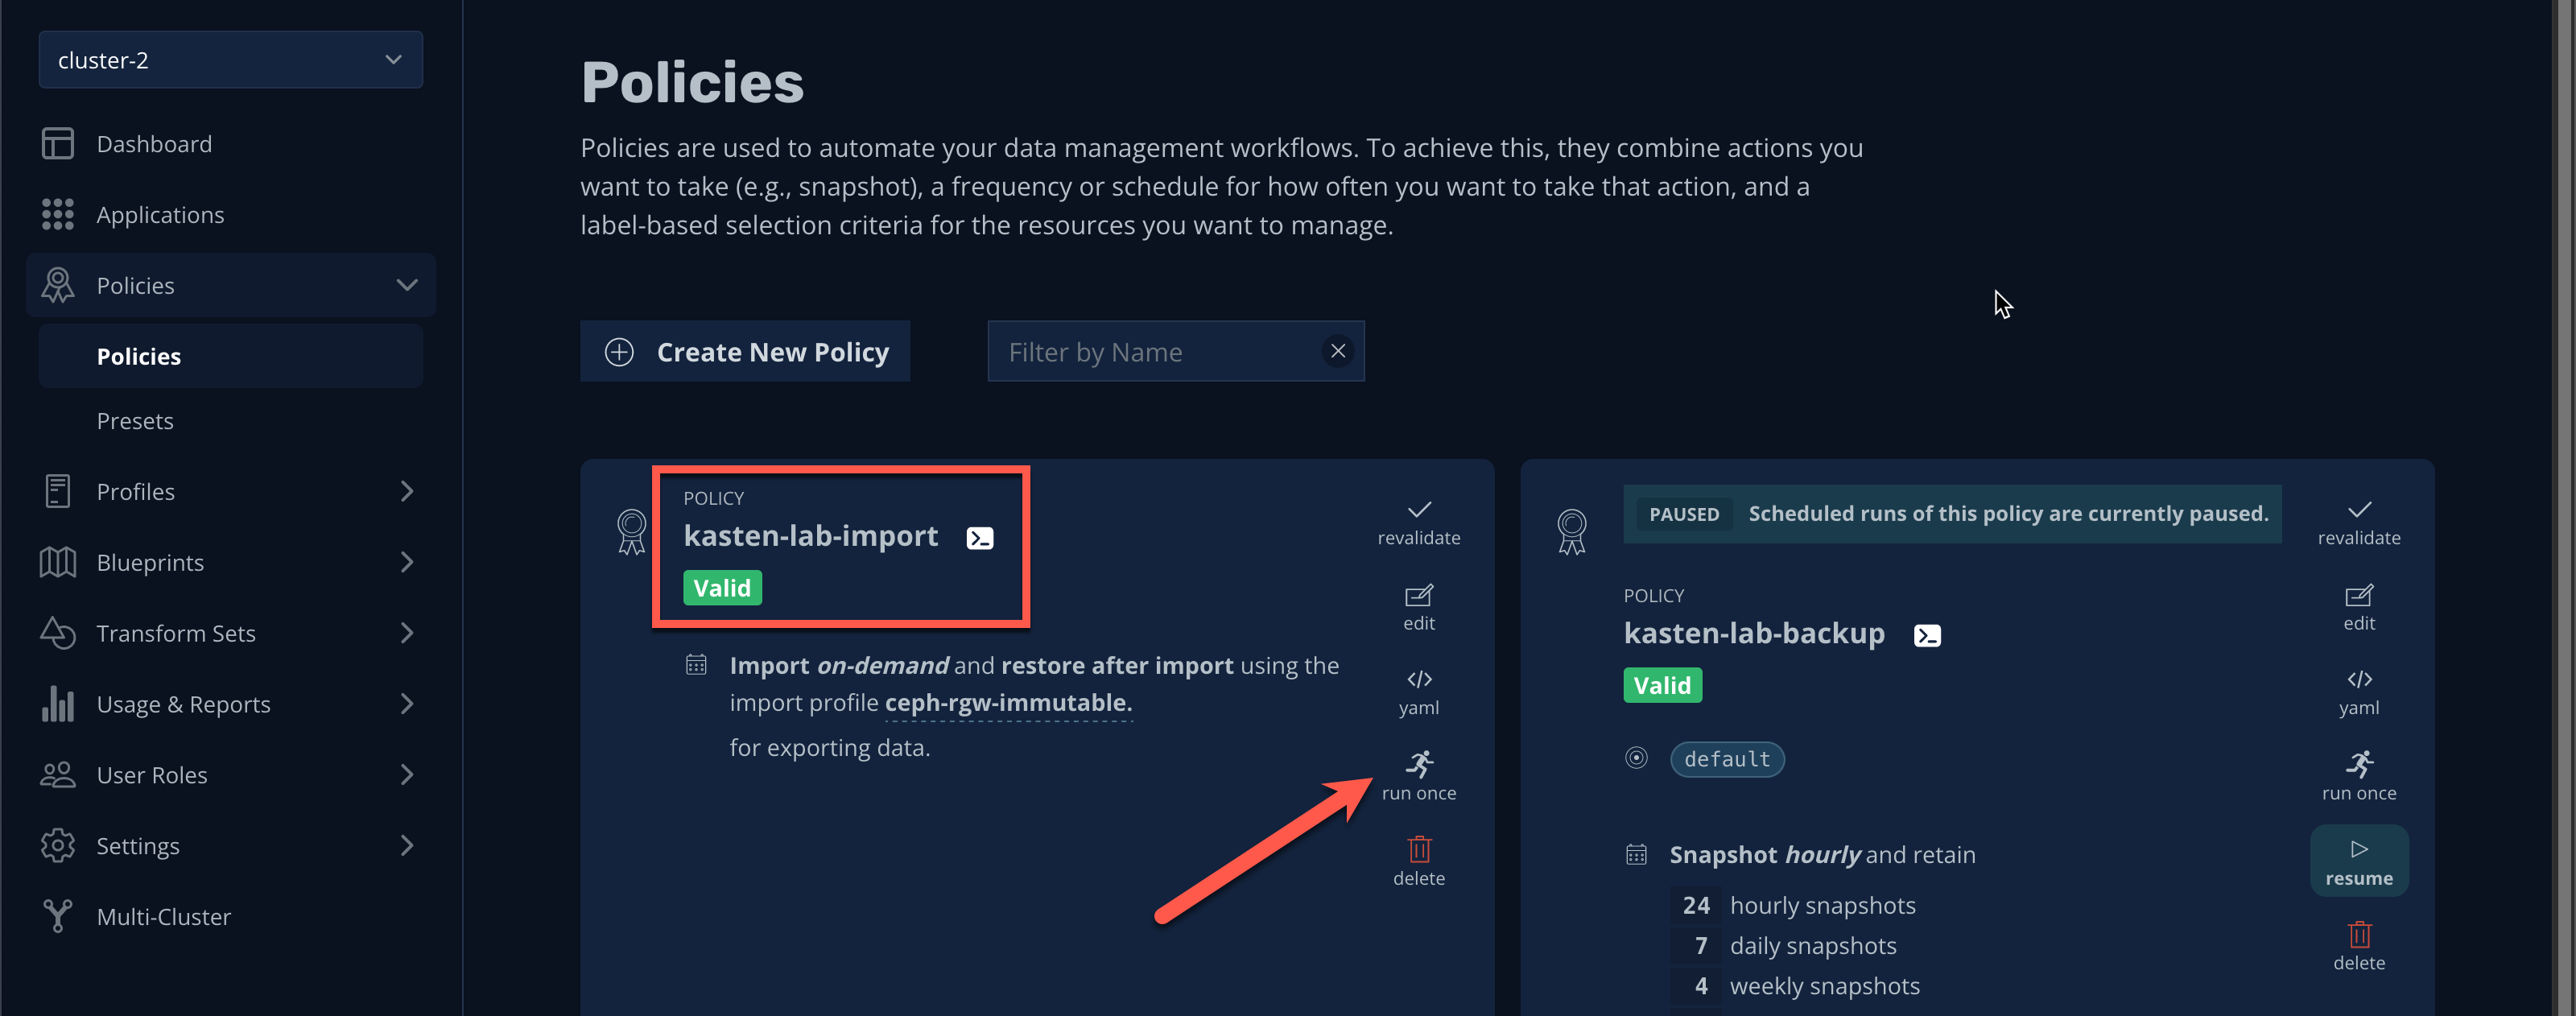 cluster-2
Dashboard
Applications
Policies
Policies
Presets
Profiles
Blueprints
Transform Sets
Usage & Reports
User Roles
Settings
Multi-Cluster
Policies
Policies are used to automate your data management workflows. To achieve this, they combine actions you
want to take (e.g., snapshot), a frequency or schedule for how often you want to take that action, and a
label-based selection criteria for the resources you want to manage.
Create New Policy
Filter by Name
POLICY
kasten-lab-import
Valid
Import on-demand and restore after import using the
import profile ceph-rgw-immutable.
for exporting data.
revalidate
edit
yaml
run once
delete
PAUSED Scheduled runs of this policy are currently paused.
POLICY
kasten-lab-backup
Valid
default
Snapshot hourly and retain
24 hourly snapshots
7 daily snapshots
4 weekly snapshots
revalidate
edit
yaml
run once
resume
delete